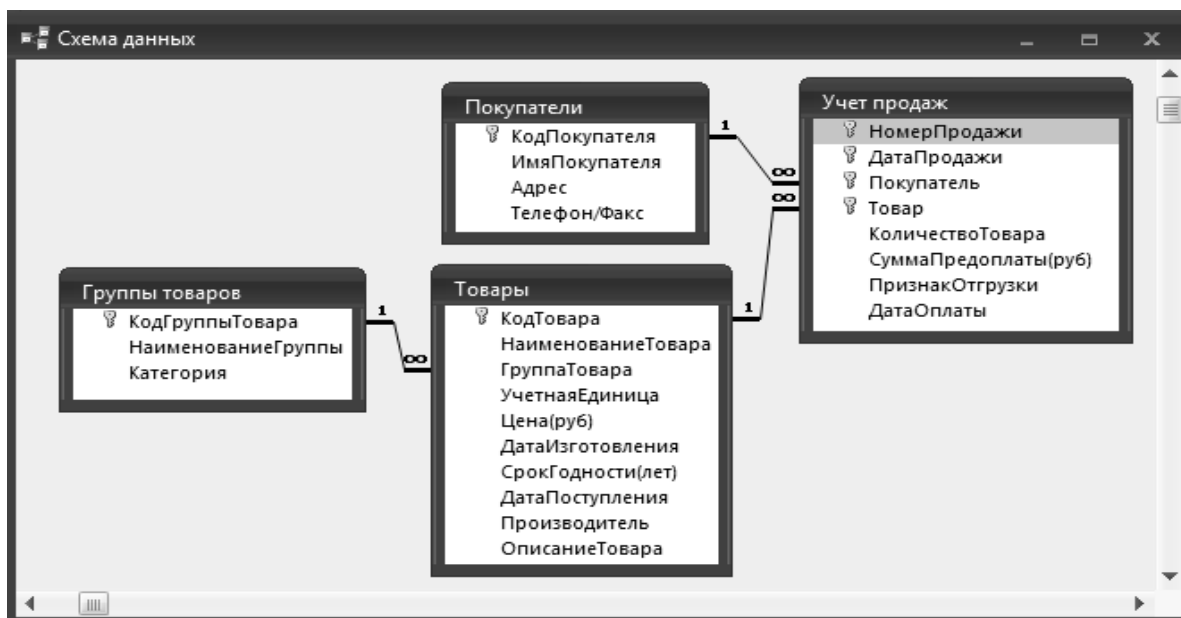 Схема данных
Покупатели
КодПокупателя
ИмяПокупателя
Адрес
Телефон/Факс
Учет продаж
НомерПродажи
ДатаПродажи
Покупатель
Товар
КоличествоТовара
СуммаПредоплаты(руб)
ПризнакОтгрузки
ДатаОплаты
Группы товаров
КодГруппыТовара
НаименованиеГруппы
Категория
Товары
КодТовара
НаименованиеТовара
ГруппаТовара
УчетнаяЕдиница
Цена(руб)
ДатаИзготовления
СрокГодности(лет)
ДатаПоступления
Производитель
ОписаниеТовара
1
∞
∞
1
1
∞